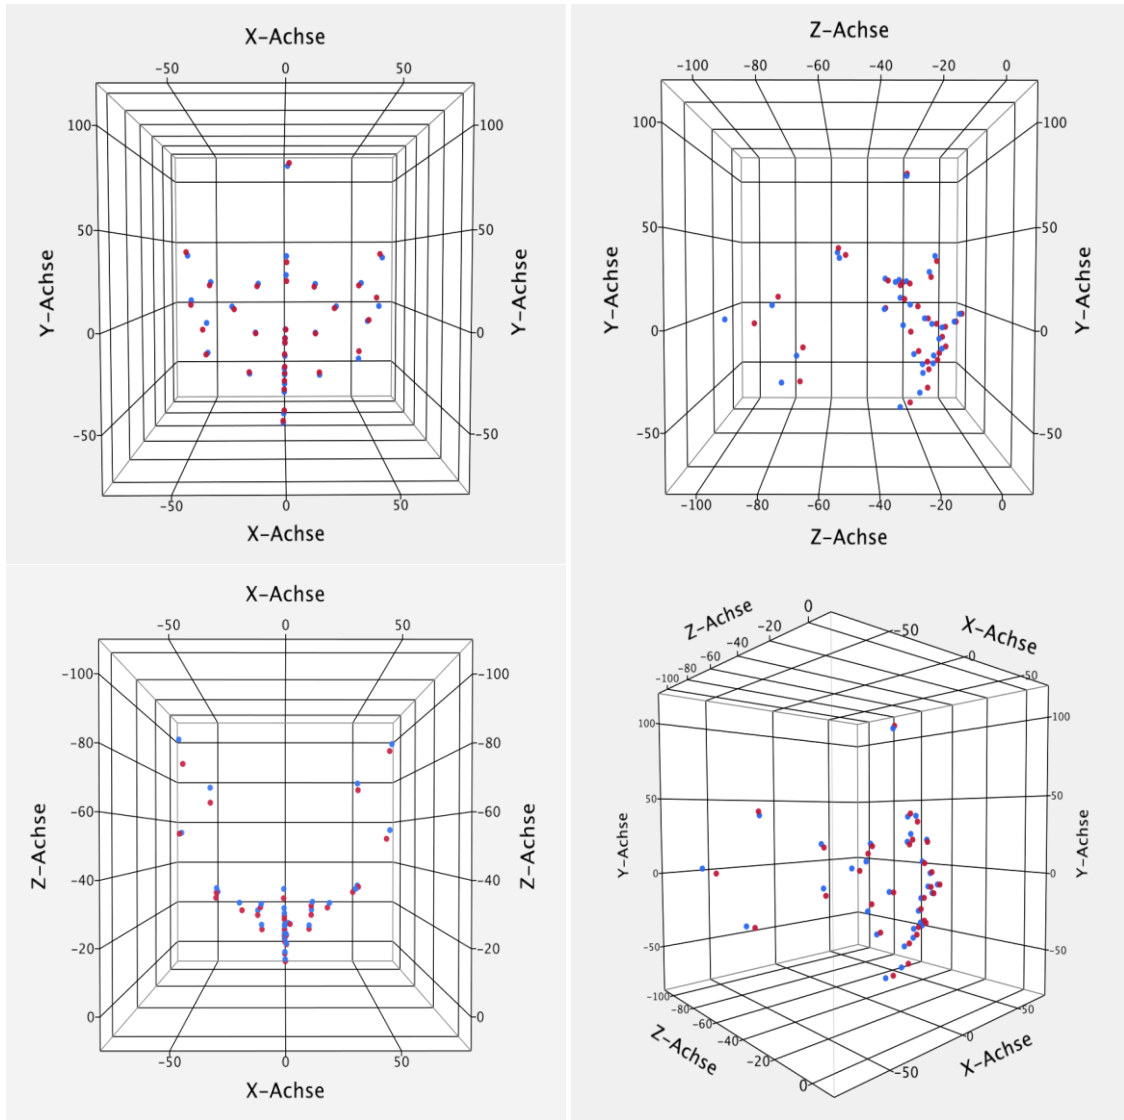 X-Achse
-50 0 50
100 100
50 50
Y-Achse Y-Achse
0 0
-50 -50
-50 0 50
X-Achse
Z-Achse
-100 -80 -60 -40 -20 0
100 100
50 50
Y-Achse Y-Achse
0 0
-50 -50
-100 -80 -60 -40 -20 0
Z-Achse
X-Achse
-50 0 50
-100 -100
-80 -80
-60 -60
Z-Achse Z-Achse
-40 -40
-20 -20
0 0
-50 0 50
X-Achse
Z-Achse 0 X-Achse
-100 -80 -60 -40 -20 -50 0 50
100 100
50 50
Y-Achse Y-Achse
0 0
-50 -50
-100 -80 -60 -40 -20 0 -50 0 50
Z-Achse X-Achse